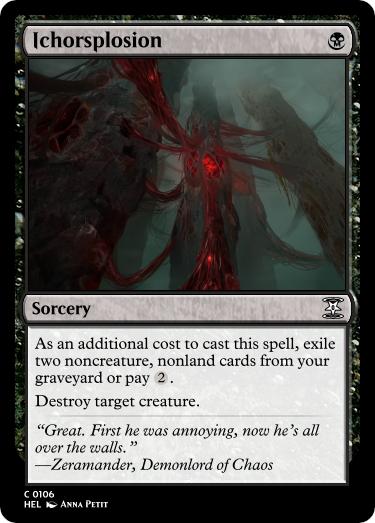 Ichorsplosion
Sorcery
As an additional cost to cast this spell, exile
two noncreature, nonland cards from your
graveyard or pay 2.
Destroy target creature.
“Great. First he was annoying, now he’s all
over the walls.”
—Zeramander, Demonlord of Chaos
C 0106
HEL Anna Petit